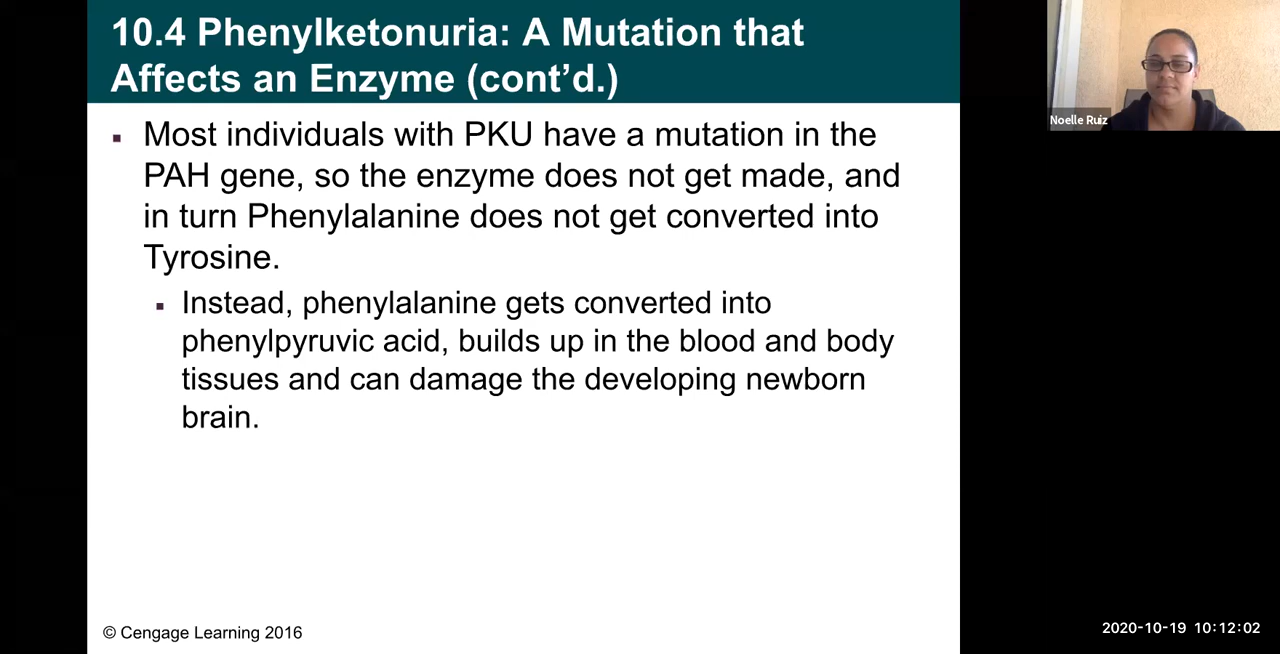 10.4 Phenylketonuria: A Mutation that
Affects an Enzyme (cont’d.)
Most individuals with PKU have a mutation in the
PAH gene, so the enzyme does not get made, and
in turn Phenylalanine does not get converted into
Tyrosine.
Instead, phenylalanine gets converted into
phenylpyruvic acid, builds up in the blood and body
tissues and can damage the developing newborn
brain.
© Cengage Learning 2016
Noelle Ruiz
2020-10-19 10:12:02